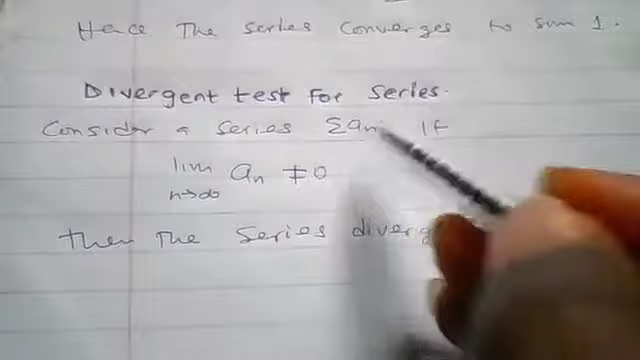 Hence The series converges to sum 1.
Divergent test for series.
Consider a series Σan If
lim an ≠ 0
n→∞
then The series